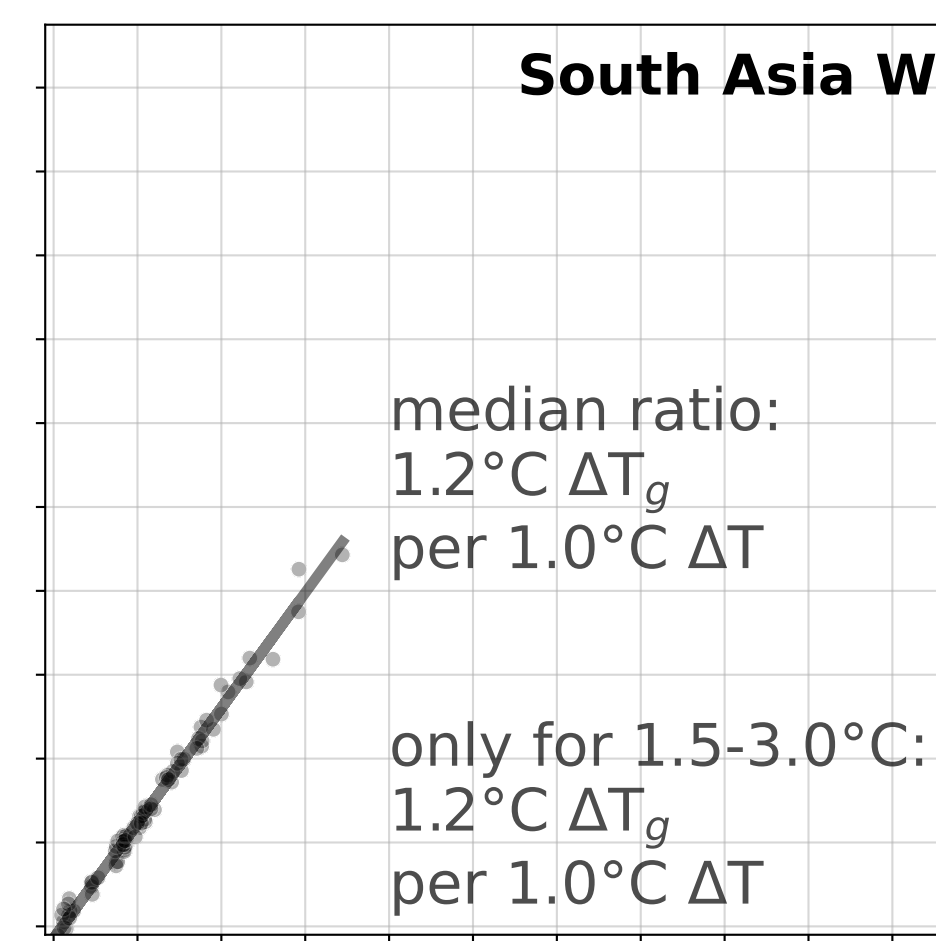 South Asia W
median ratio:
1.2°C ΔTg
per 1.0°C ΔT
only for 1.5-3.0°C:
1.2°C ΔTg
per 1.0°C ΔT